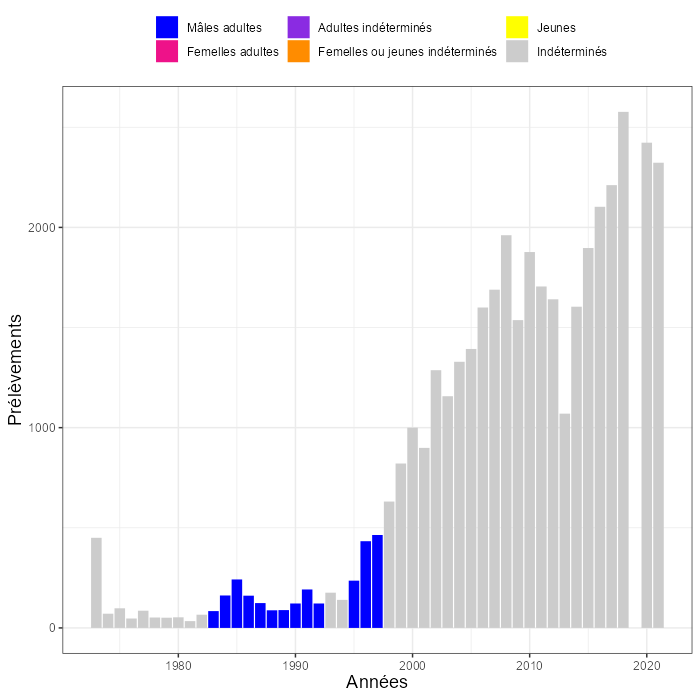 Mâles adultes Adultes indéterminés Jeunes
Femelles adultes Femelles ou jeunes indéterminés Indéterminés
Prélèvements
2000
1000
0
1980 1990 2000 2010 2020
Années